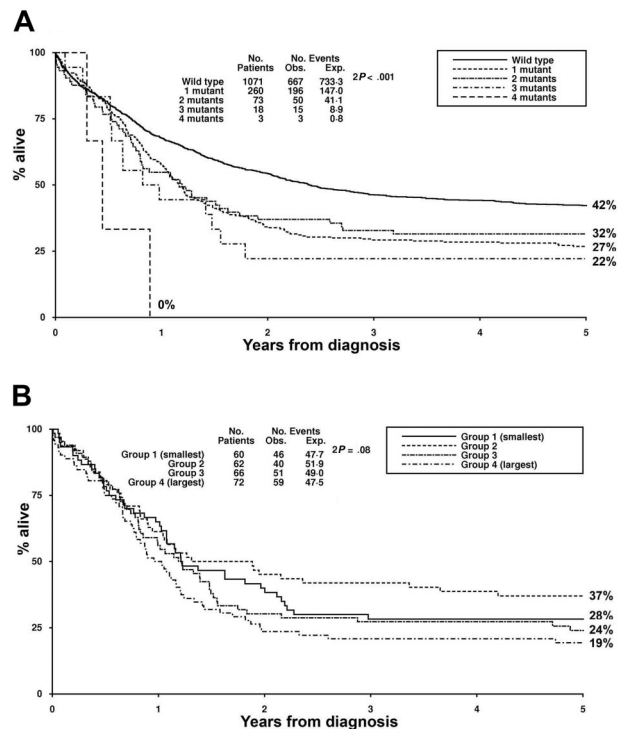 A
No. No. Events
Patients Obs. Exp.
Wild type 1071 667 733·3
1 mutant 260 196 147·0
2 mutants 73 50 41·1
3 mutants 18 15 8·9
4 mutants 3 3 0·8
2P < .001
Wild type
1 mutant
2 mutants
3 mutants
4 mutants
100
75
50
25
0
% alive
42%
32%
27%
22%
0%
0 1 2 3 4 5
Years from diagnosis
B
No. No. Events
Patients Obs. Exp.
Group 1 (smallest) 60 46 47·7
Group 2 62 40 51·9
Group 3 66 51 49·0
Group 4 (largest) 72 59 47·5
2P = .08
Group 1 (smallest)
Group 2
Group 3
Group 4 (largest)
100
75
50
25
0
% alive
37%
28%
24%
19%
0 1 2 3 4 5
Years from diagnosis